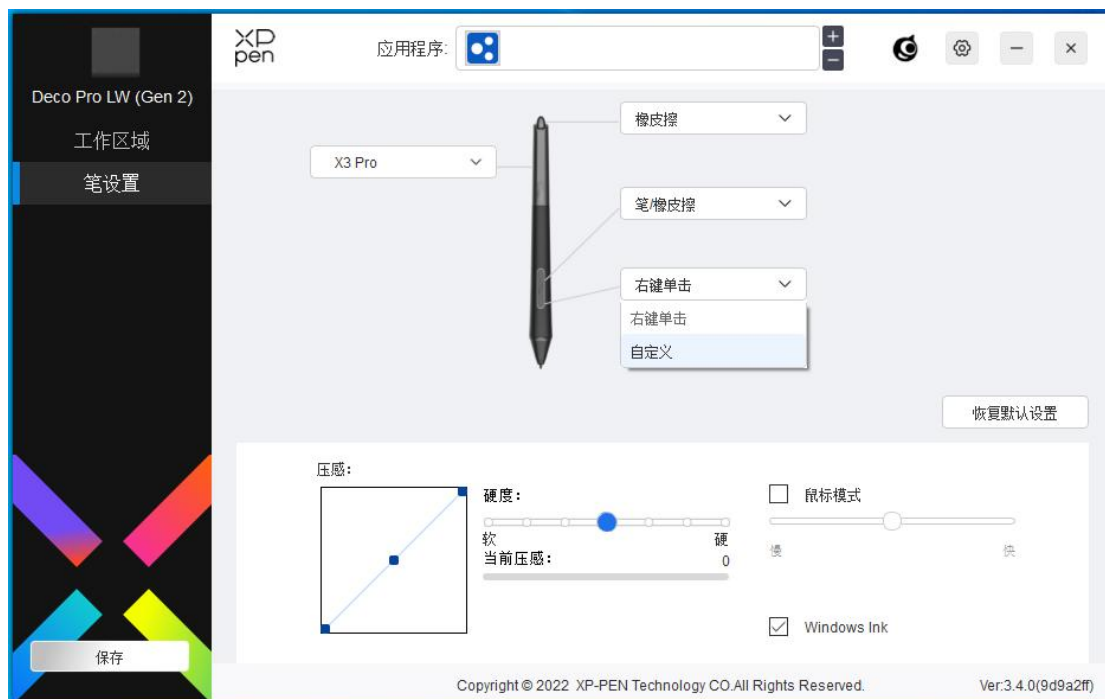 XP
pen
应用程序:
Deco Pro LW (Gen 2)
工作区域
笔设置
橡皮擦
X3 Pro
笔/橡皮擦
右键单击
右键单击
自定义
恢复默认设置
压感：
硬度：
软
硬
当前压感：
0
鼠标模式
慢
快
Windows Ink
保存
Copyright © 2022 XP-PEN Technology CO.All Rights Reserved.
Ver:3.4.0(9d9a2ff)